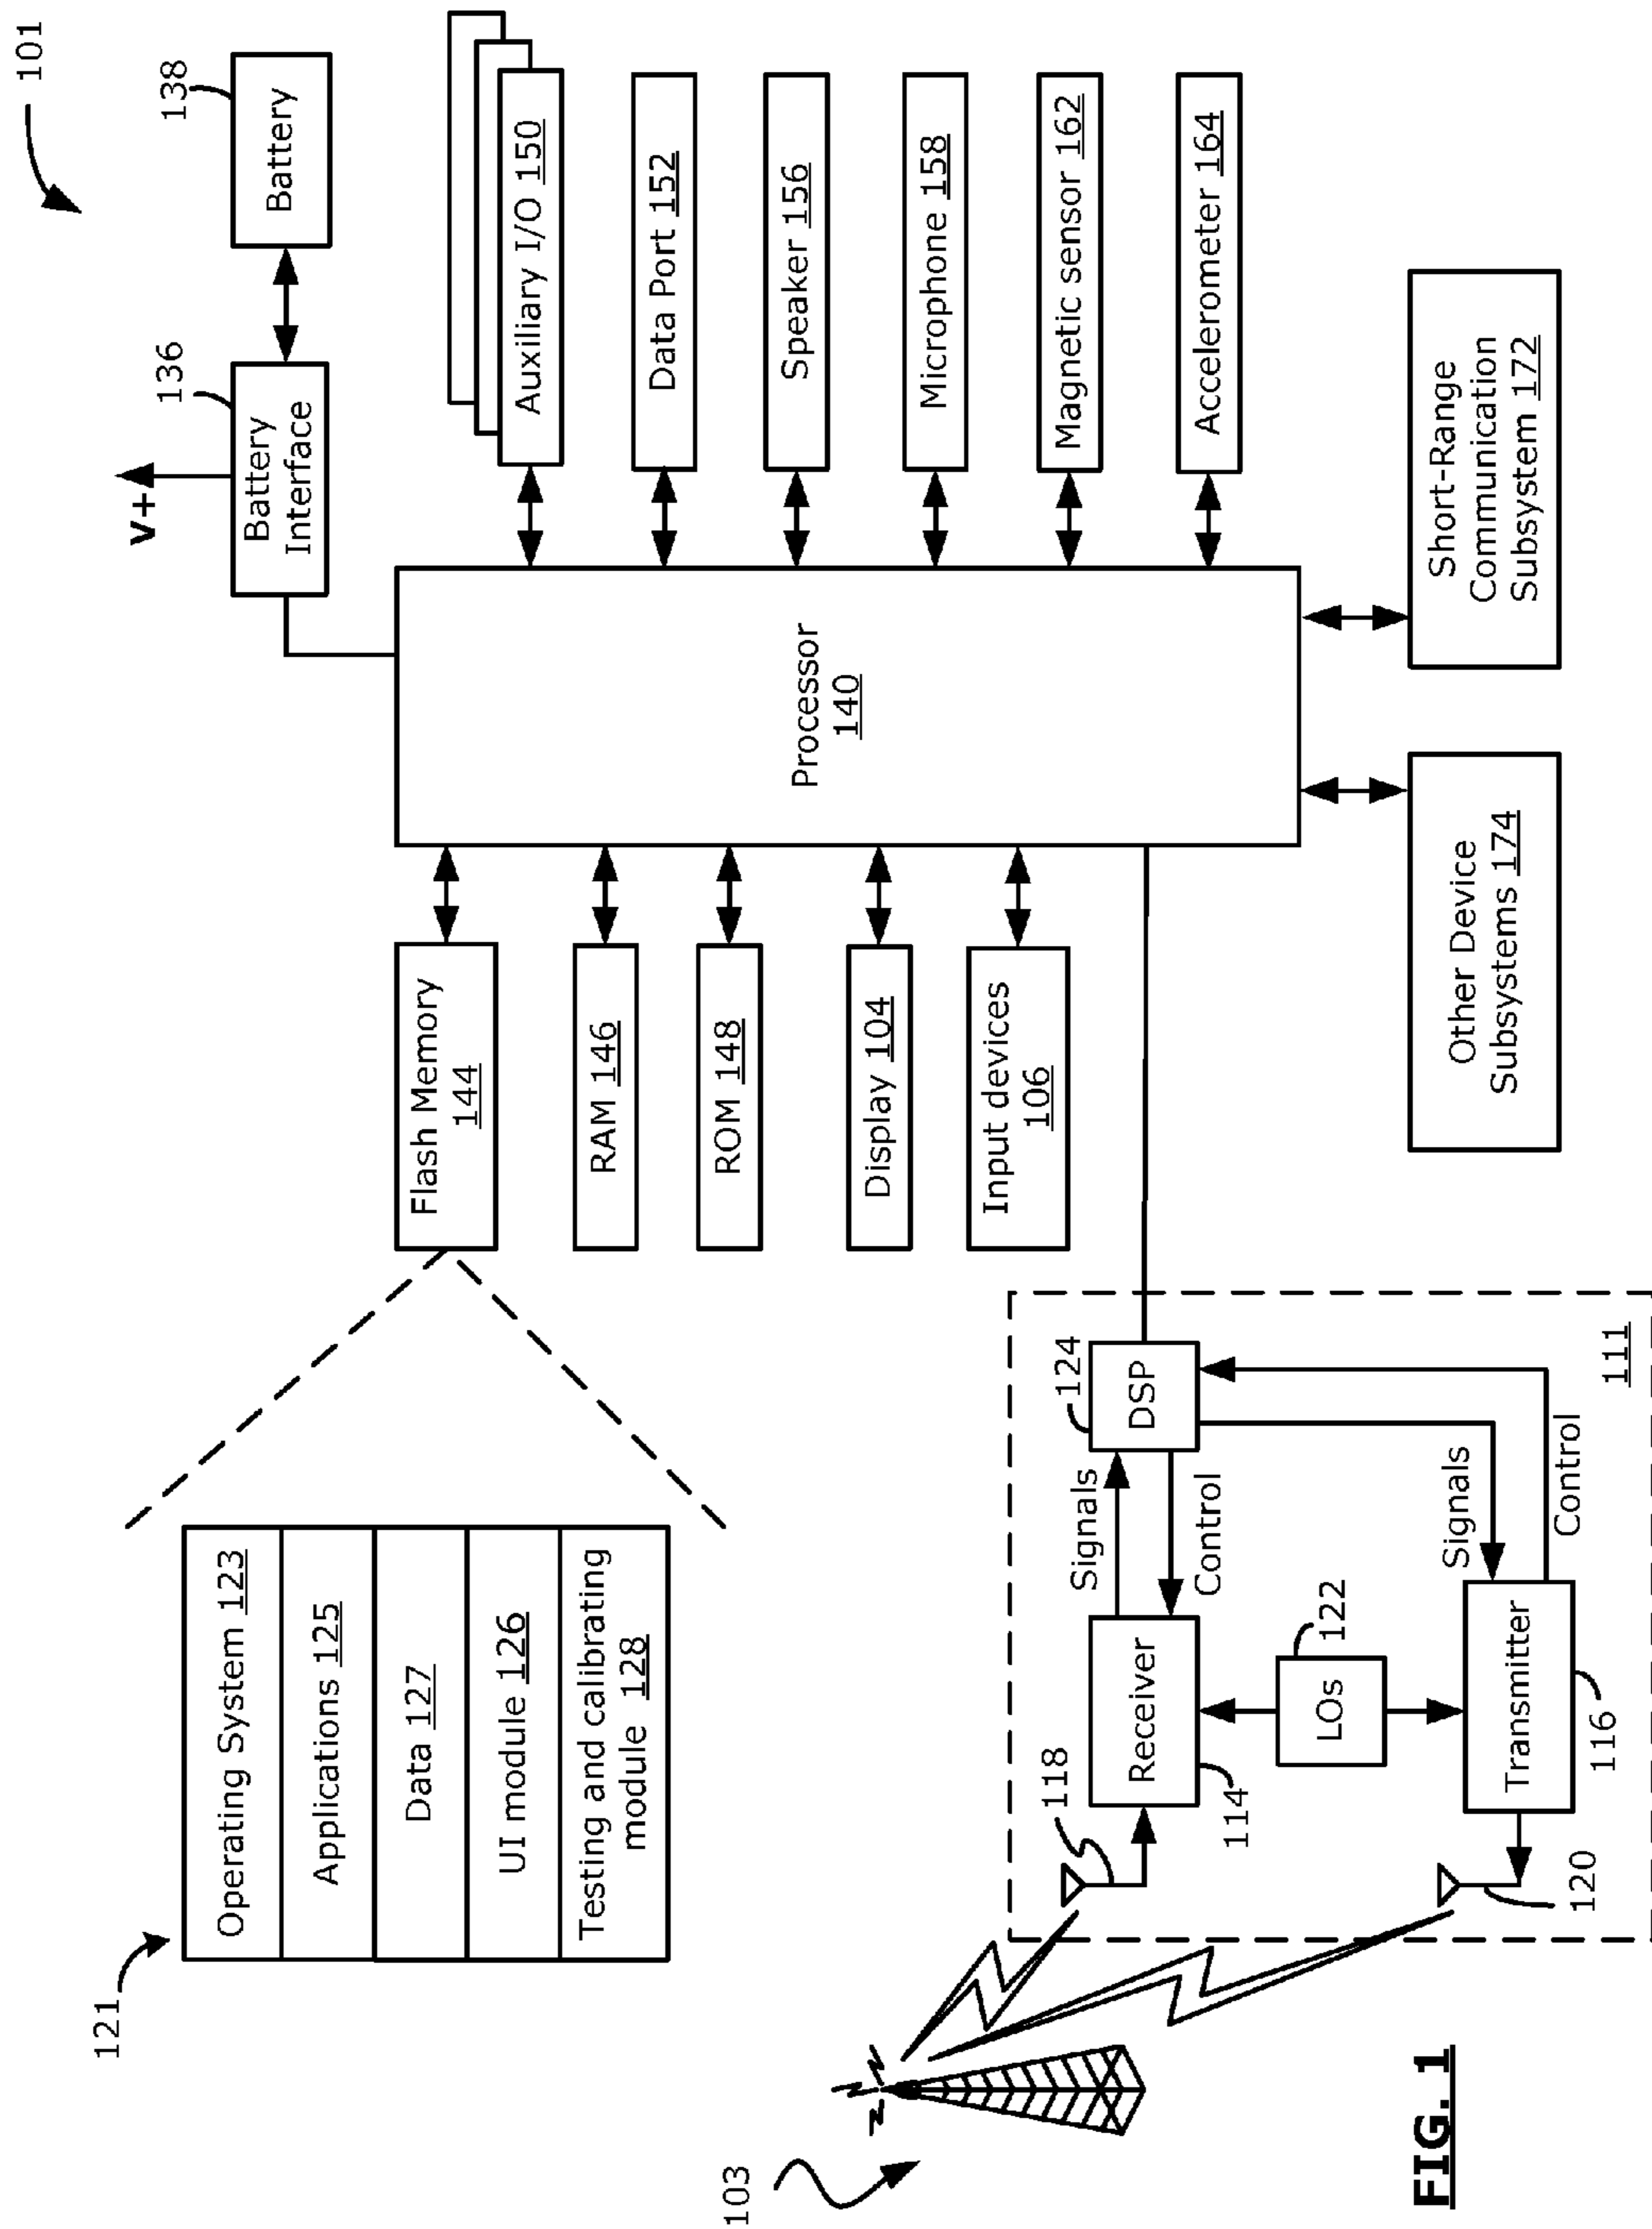 101
121
Operating System 123
Applications 125
Data 127
UI module 126
Testing and calibrating
module 128
V+
136
Battery
Interface
138
Battery
Flash Memory
144
RAM 146
ROM 148
Display 104
Input devices
106
Processor
140
Auxiliary I/O 150
Data Port 152
Speaker 156
Microphone 158
Magnetic sensor 162
Accelerometer 164
103
118
Receiver
114
Signals
Control
124
DSP
LOs
122
Signals
Control
Transmitter
116
120
111
Other Device
Subsystems 174
Short-Range
Communication
Subsystem 172
FIG. 1